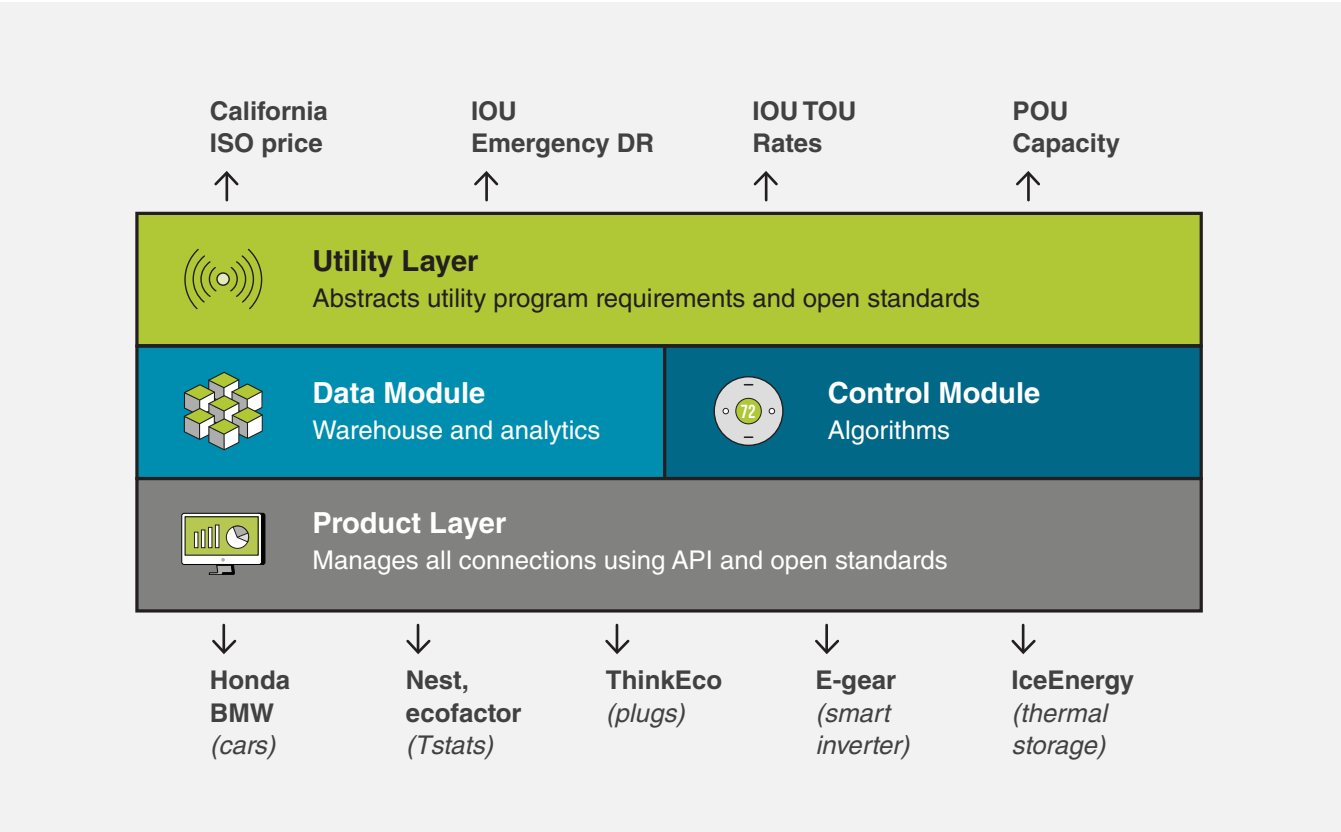 California
ISO price
IOU
Emergency DR
IOU TOU
Rates
POU
Capacity
Utility Layer
Abstracts utility program requirements and open standards
Data Module
Warehouse and analytics
72
Control Module
Algorithms
Product Layer
Manages all connections using API and open standards
Honda
BMW
(cars)
Nest,
ecofactor
(Tstats)
ThinkEco
(plugs)
E-gear
(smart
inverter)
IceEnergy
(thermal
storage)